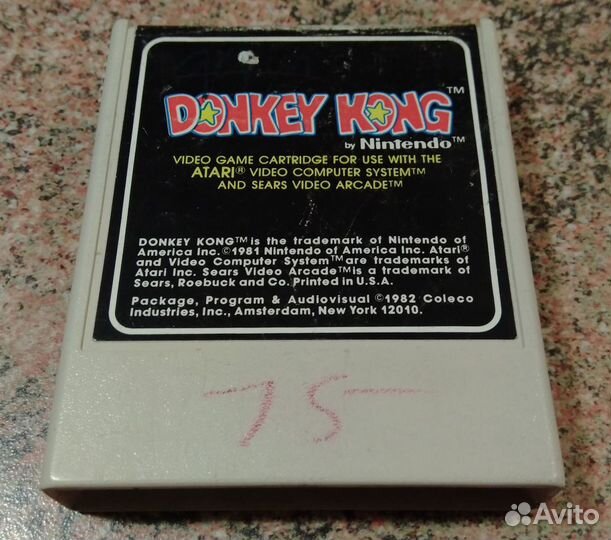 DONKEY KONG™
by Nintendo™
VIDEO GAME CARTRIDGE FOR USE WITH THE
ATARI® VIDEO COMPUTER SYSTEM™
AND SEARS VIDEO ARCADE™
DONKEY KONG™ is the trademark of Nintendo of
America Inc. ©1981 Nintendo of America Inc. Atari®
and Video Computer System™ are trademarks of
Atari Inc. Sears Video Arcade™ is a trademark of
Sears, Roebuck and Co. Printed in U.S.A.
Package, Program & Audiovisual ©1982 Coleco
Industries, Inc., Amsterdam, New York 12010.
75
Avito